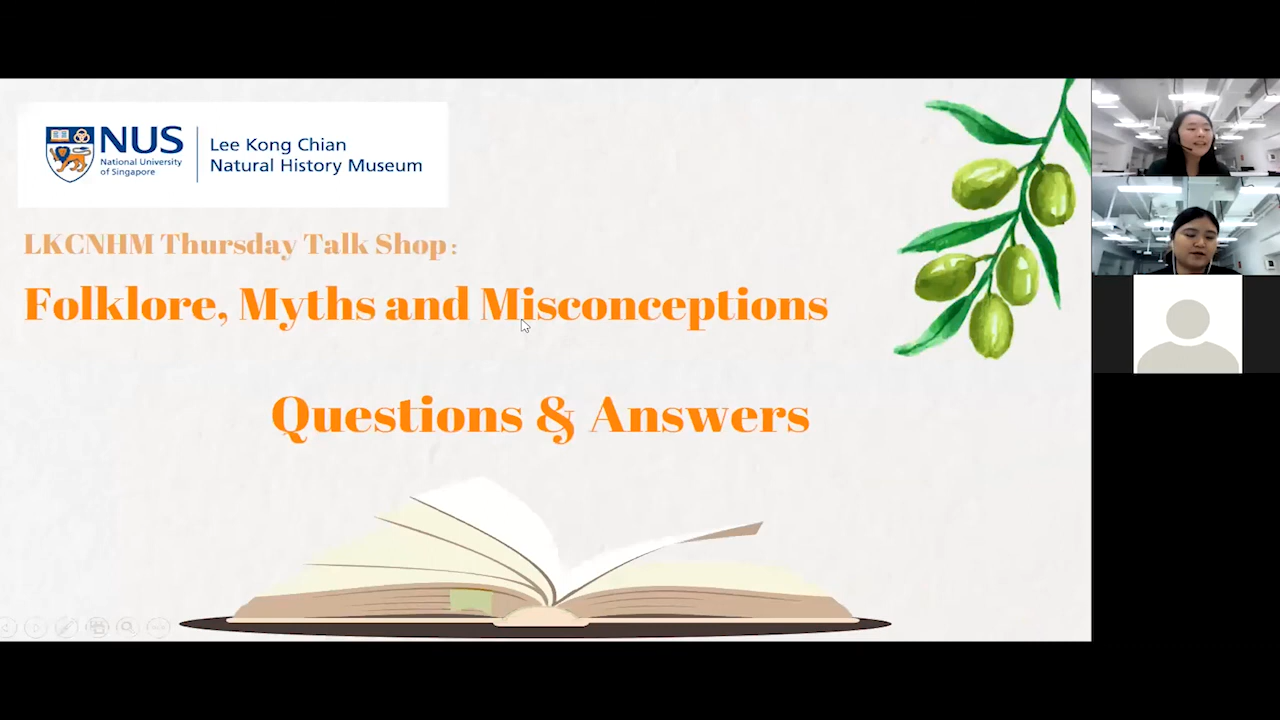 NUS
National University
of Singapore
Lee Kong Chian
Natural History Museum
LKCNHM Thursday Talk Shop:
Folklore, Myths and Misconceptions
Questions & Answers